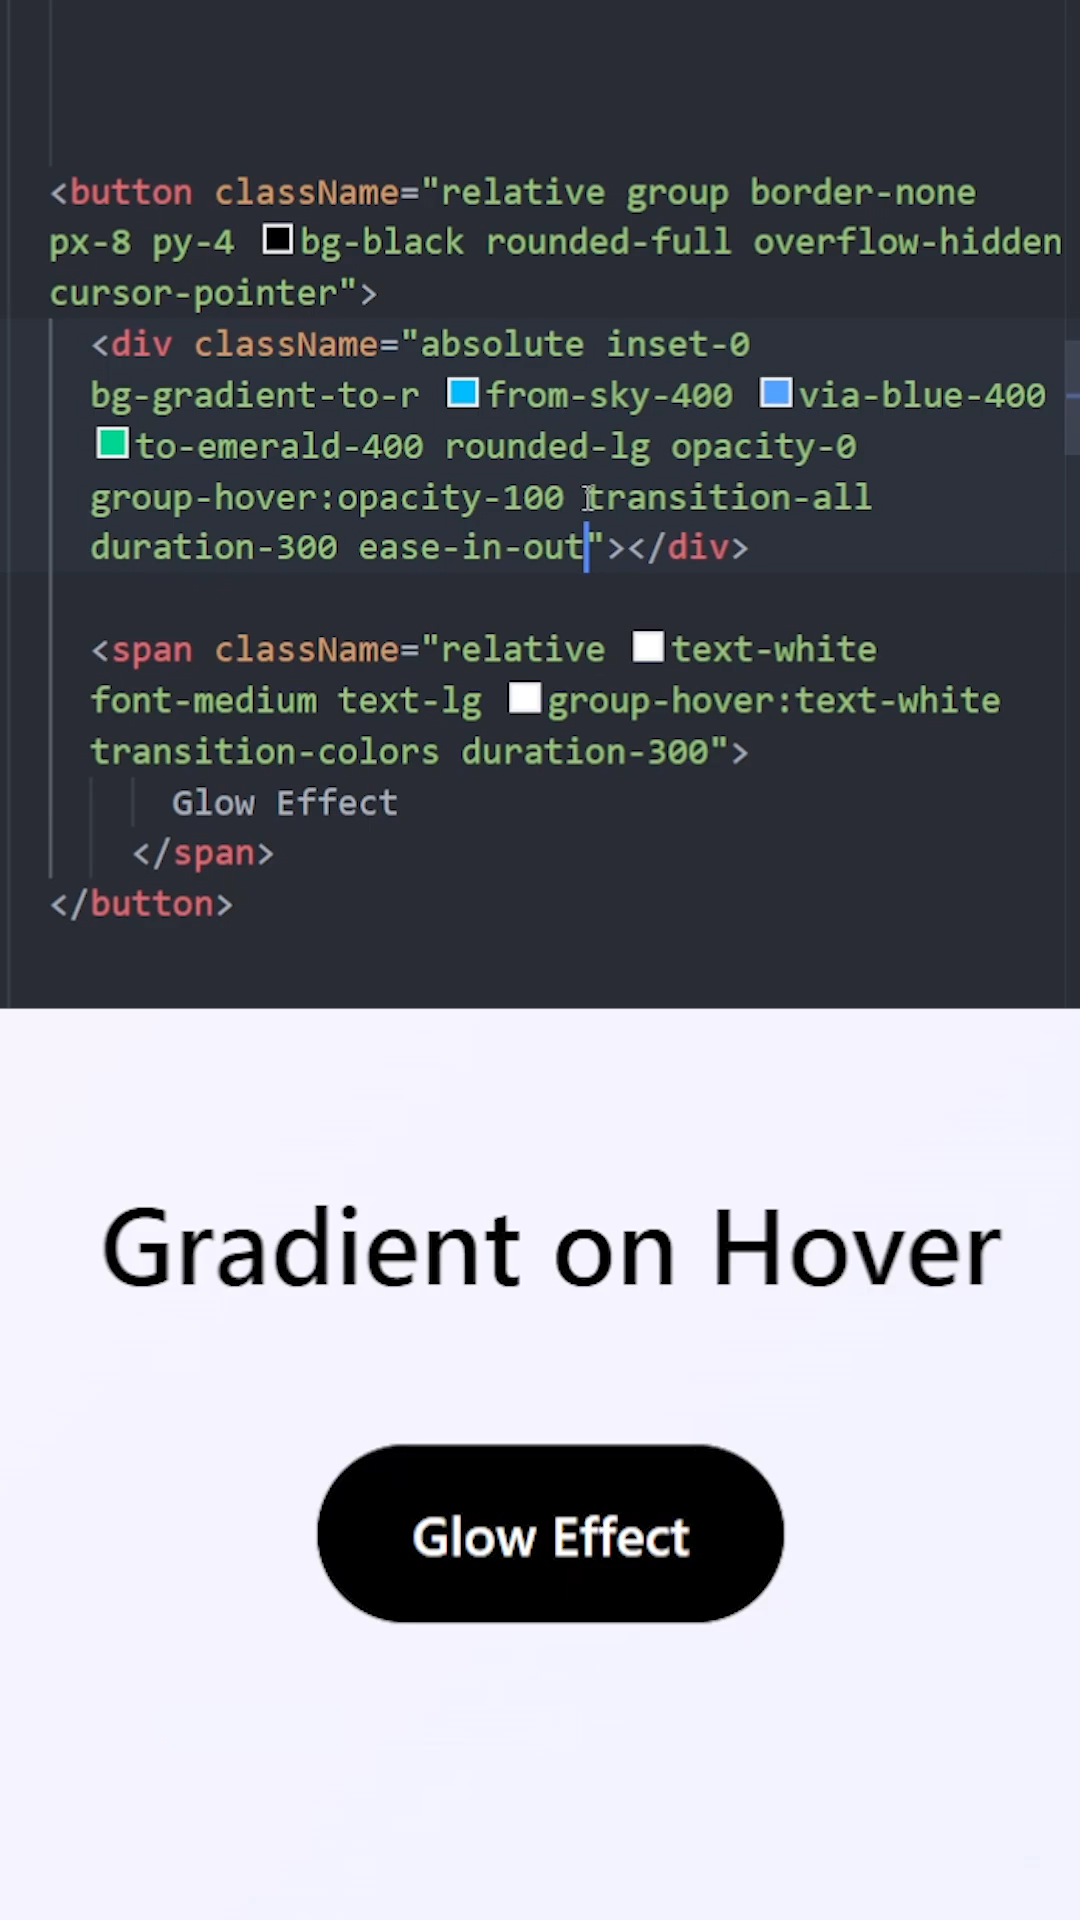 <button className="relative group border-none
px-8 py-4 bg-black rounded-full overflow-hidden
cursor-pointer">
<div className="absolute inset-0
bg-gradient-to-r from-sky-400 via-blue-400
to-emerald-400 rounded-lg opacity-0
group-hover:opacity-100 transition-all
duration-300 ease-in-out"></div>
<span className="relative text-white
font-medium text-lg group-hover:text-white
transition-colors duration-300">
Glow Effect
</span>
</button>
Gradient on Hover
Glow Effect